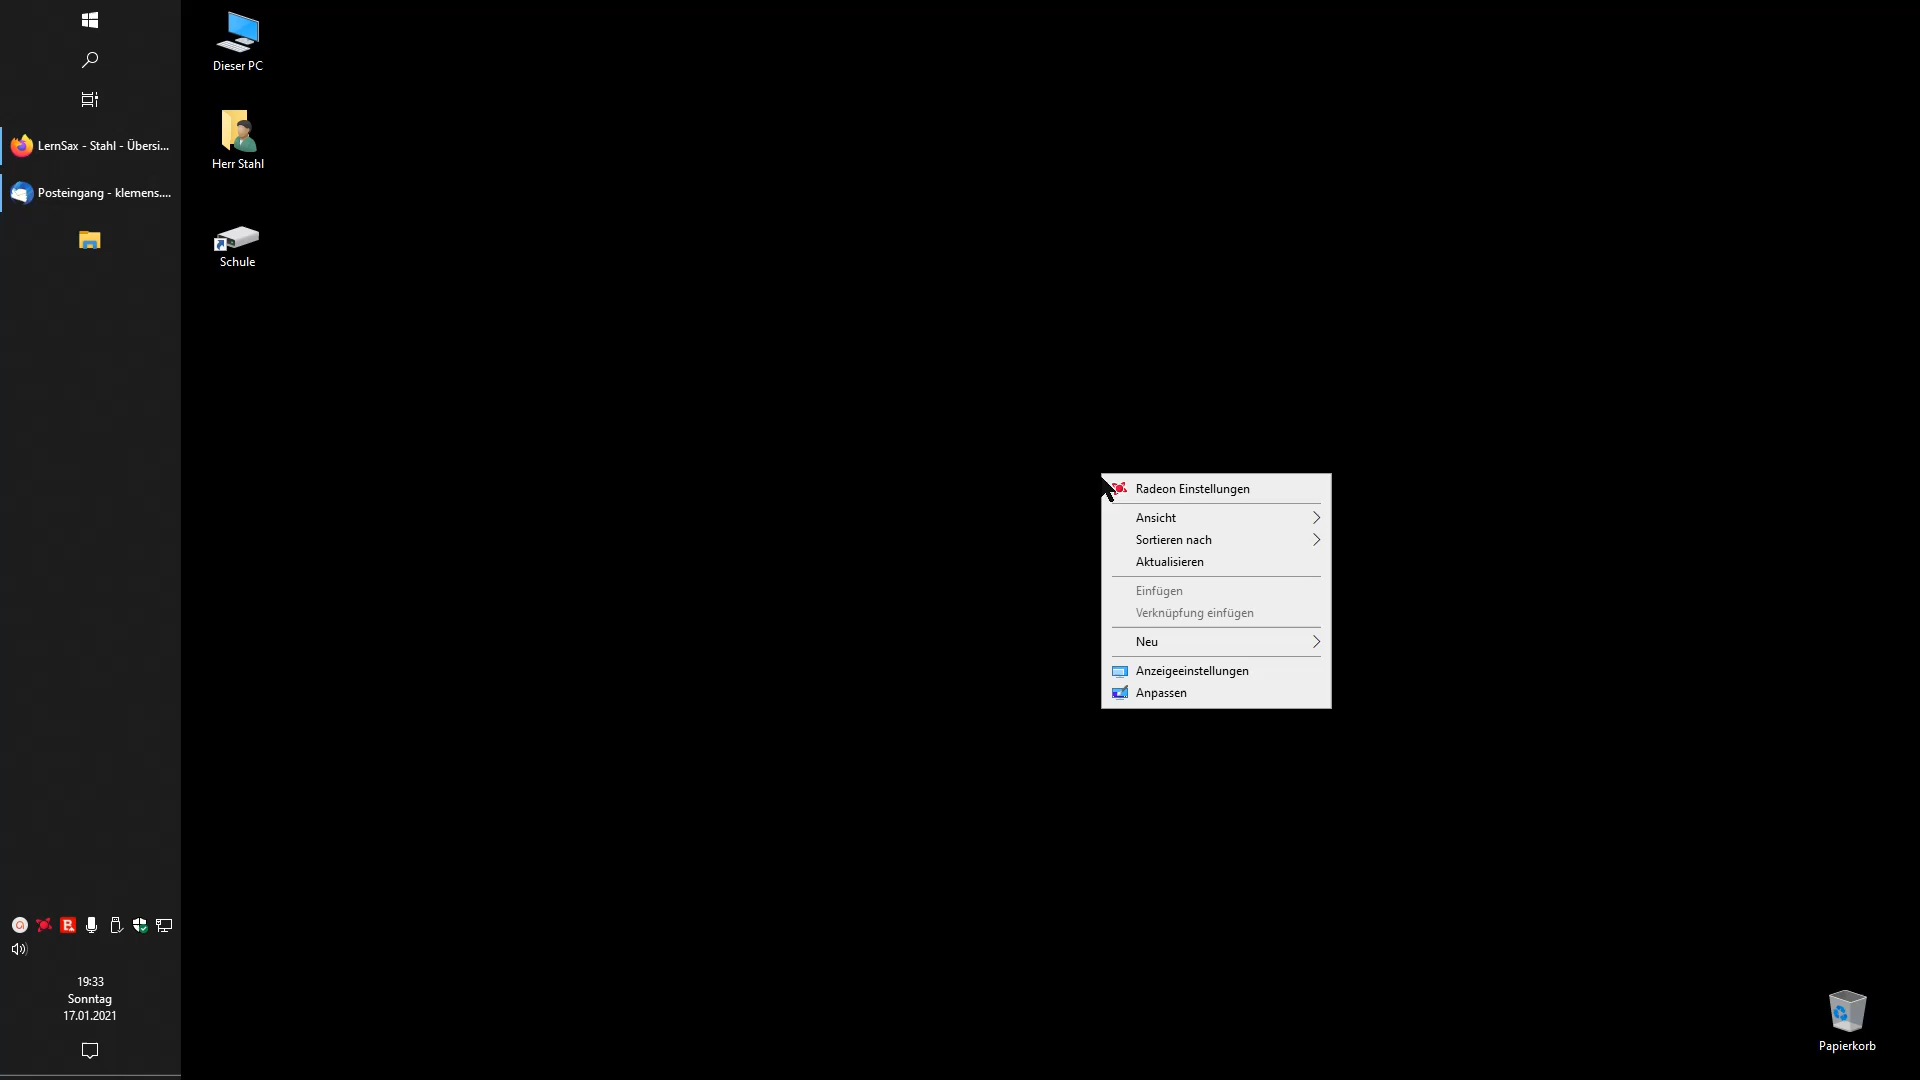 Dieser PC
Herr Stahl
Schule
LernSax - Stahl - Übersi...
Posteingang - klemens....
Radeon Einstellungen
Ansicht
Sortieren nach
Aktualisieren
Einfügen
Verknüpfung einfügen
Neu
Anzeigeeinstellungen
Anpassen
19:33
Sonntag
17.01.2021
Papierkorb